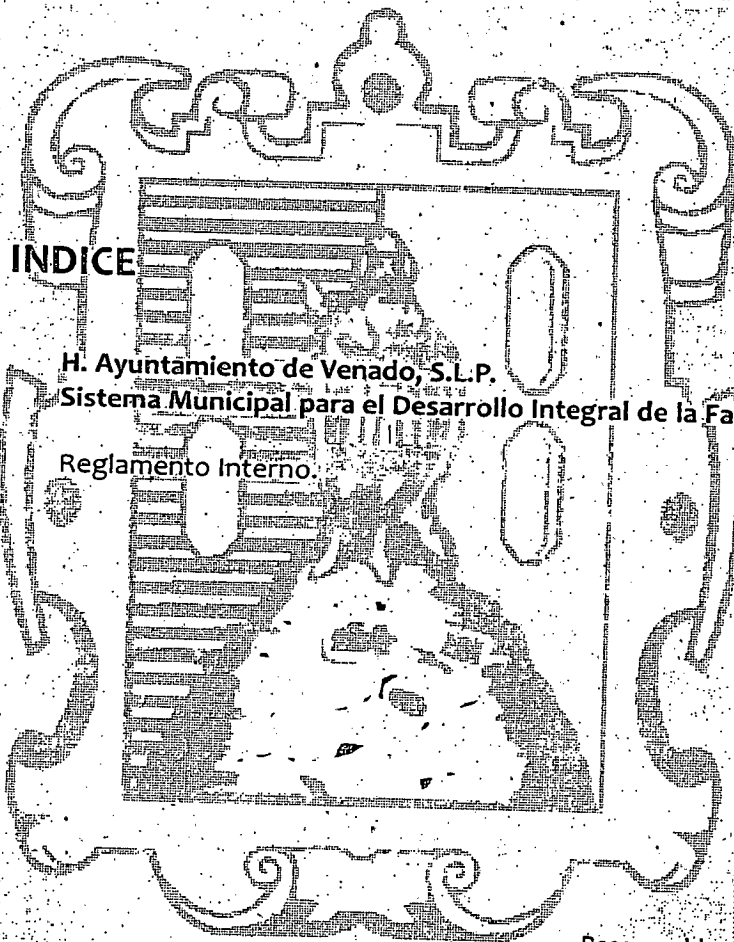 INDICE
H. Ayuntamiento de Venado, S.L.P.
Sistema Municipal para el Desarrollo Integral de la Fa
Reglamento Interno.